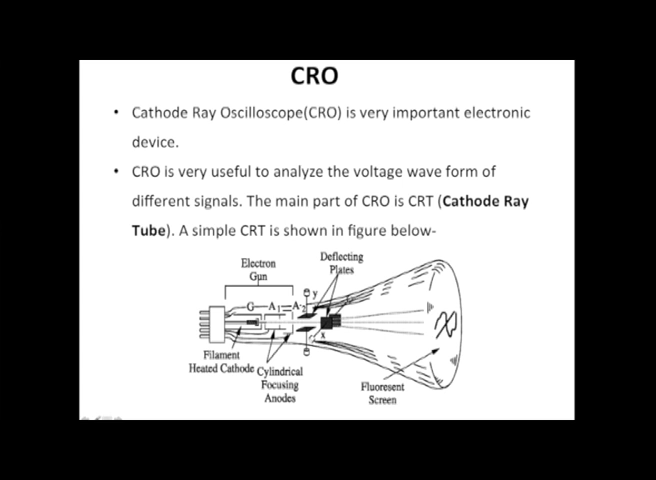 CRO
• Cathode Ray Oscilloscope(CRO) is very important electronic
device.
• CRO is very useful to analyze the voltage wave form of
different signals. The main part of CRO is CRT (Cathode Ray
Tube). A simple CRT is shown in figure below-
Electron
Gun
Deflecting
Plates
y
G A1 A2
x
Filament
Heated Cathode
Cylindrical
Focusing
Anodes
Fluoresent
Screen